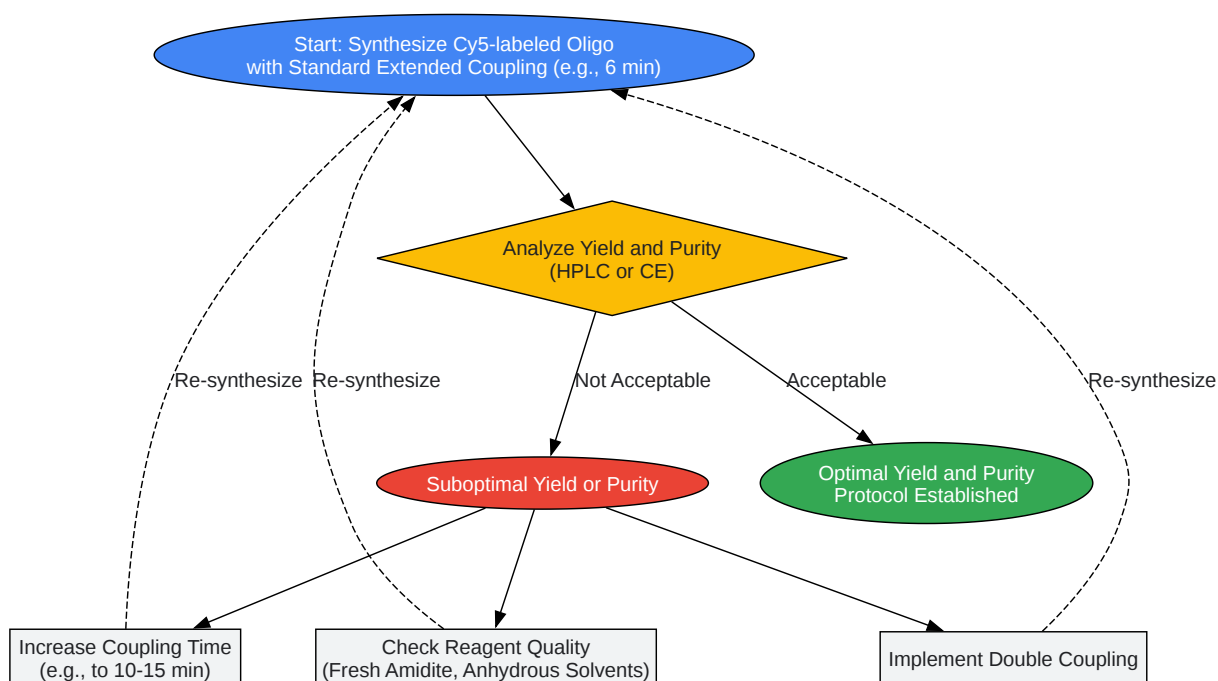 Start: Synthesize Cy5-labeled Oligo
with Standard Extended Coupling (e.g., 6 min)
Analyze Yield and Purity
(HPLC or CE)
Re-synthesize
Re-synthesize
Not Acceptable
Acceptable
Re-synthesize
Suboptimal Yield or Purity
Optimal Yield and Purity
Protocol Established
Increase Coupling Time
(e.g., to 10-15 min)
Check Reagent Quality
(Fresh Amidite, Anhydrous Solvents)
Implement Double Coupling